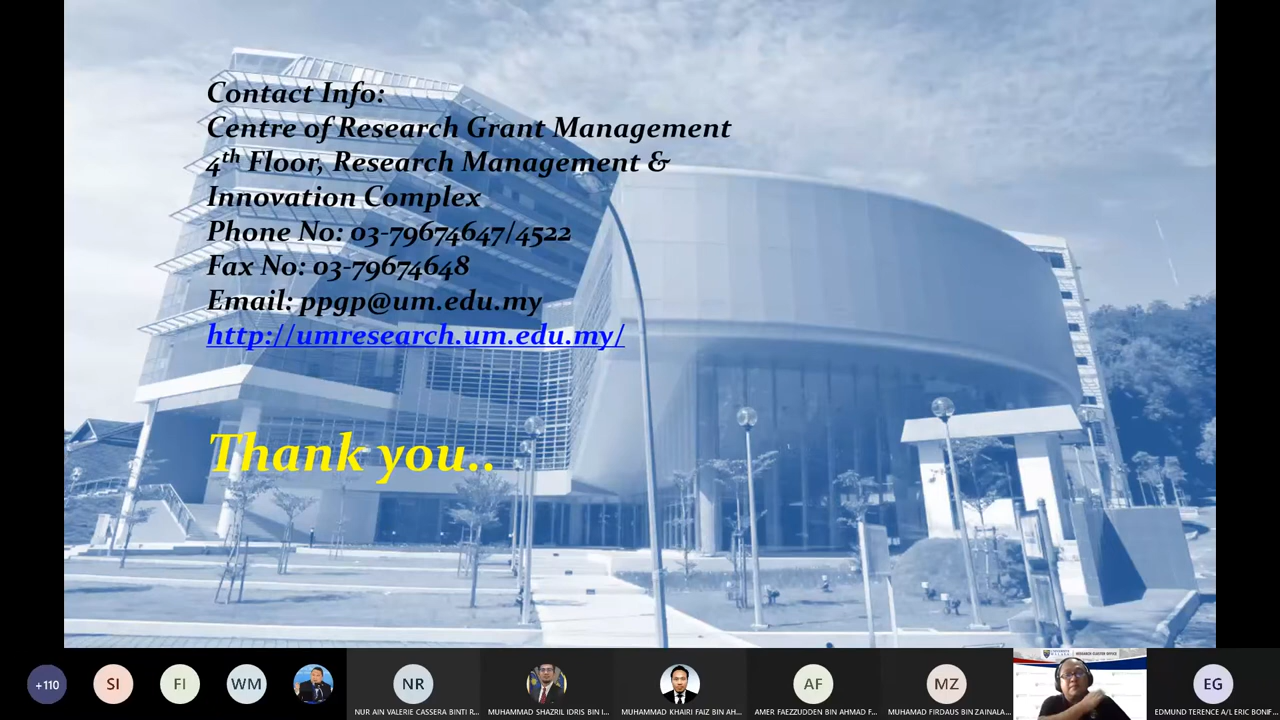 Contact Info:
Centre of Research Grant Management
4th Floor, Research Management &
Innovation Complex
Phone No: 03-79674647/4522
Fax No: 03-79674648
Email: ppgp@um.edu.my
http://umresearch.um.edu.my/
Thank you..
+110
SI
FI
WM
NR
AF
MZ
EG
NUR AIN VALERIE CASSERA BINTI R...
MUHAMMAD SHAZRIL IDRIS BIN I...
MUHAMMAD KHAIRI FAIZ BIN AH...
AMER FAEZZUDDEN BIN AHMAD F...
MUHAMAD FIRDAUS BIN ZAINALA...
EDMUND TERENCE A/L ERIC BONIF...